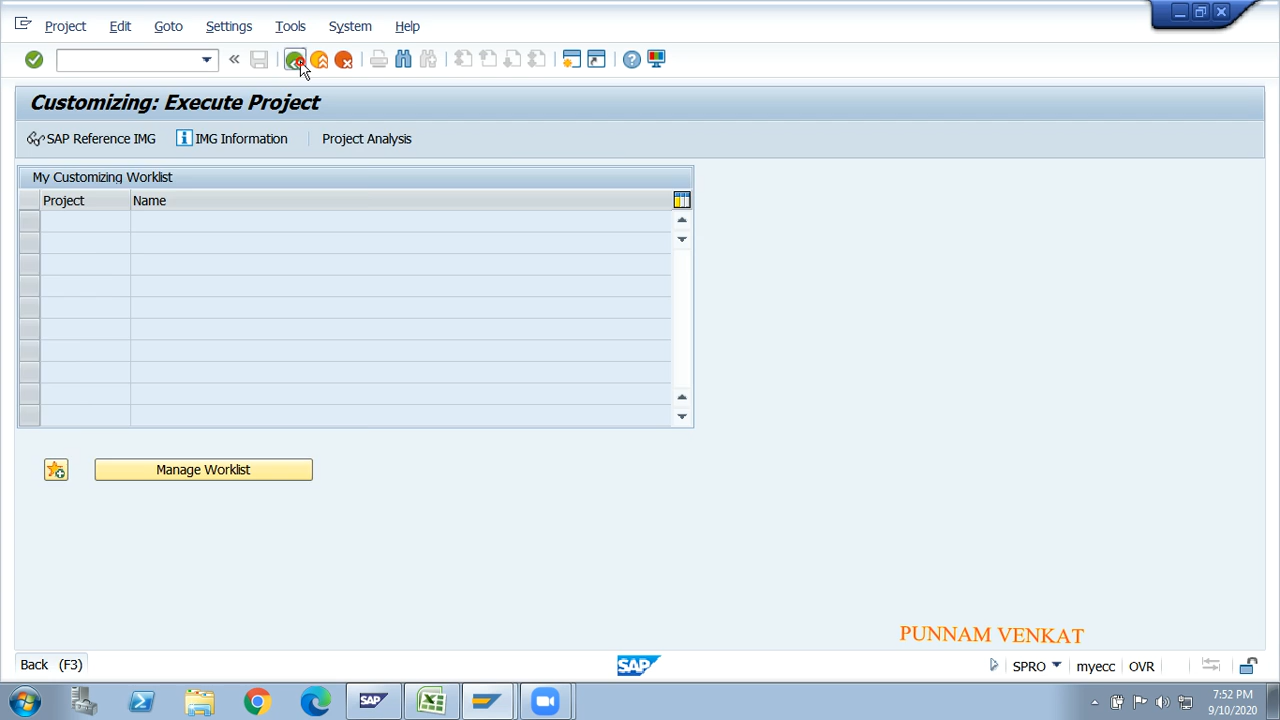 Project Edit Goto Settings Tools System Help
Customizing: Execute Project
SAP Reference IMG IMG Information Project Analysis
My Customizing Worklist
Project Name
Manage Worklist
PUNNAM VENKAT
Back (F3) SAP SPRO myecc OVR
SAP 7:52 PM
9/10/2020